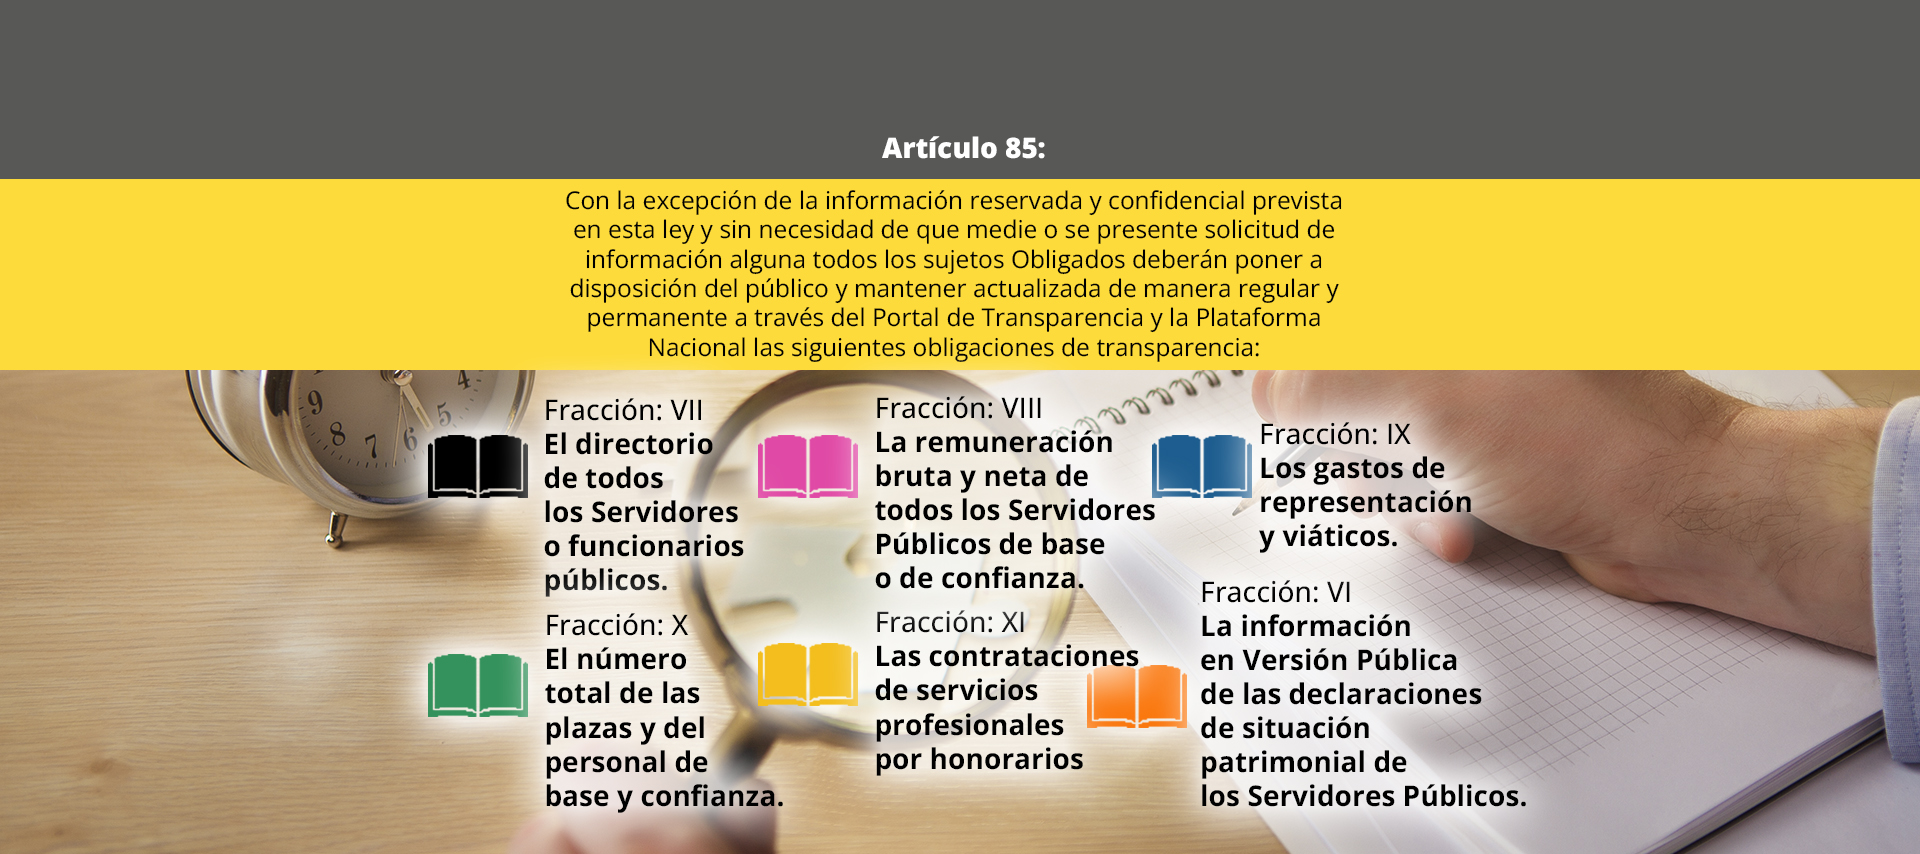 Artículo 85:
Con la excepción de la información reservada y confidencial prevista
en esta ley y sin necesidad de que medie o se presente solicitud de
información alguna todos los sujetos Obligados deberán poner a
disposición del público y mantener actualizada de manera regular y
permanente a través del Portal de Transparencia y la Plataforma
Nacional las siguientes obligaciones de transparencia:
Fracción: VII
El directorio
de todos
los Servidores
o funcionarios
públicos.
Fracción: VIII
La remuneración
bruta y neta de
todos los Servidores
Públicos de base
o de confianza.
Fracción: IX
Los gastos de
representación
y viáticos.
Fracción: X
El número
total de las
plazas y del
personal de
base y confianza.
Fracción: XI
Las contrataciones
de servicios
profesionales
por honorarios
Fracción: VI
La información
en Versión Pública
de las declaraciones
de situación
patrimonial de
los Servidores Públicos.
9
8
7
6
5
4